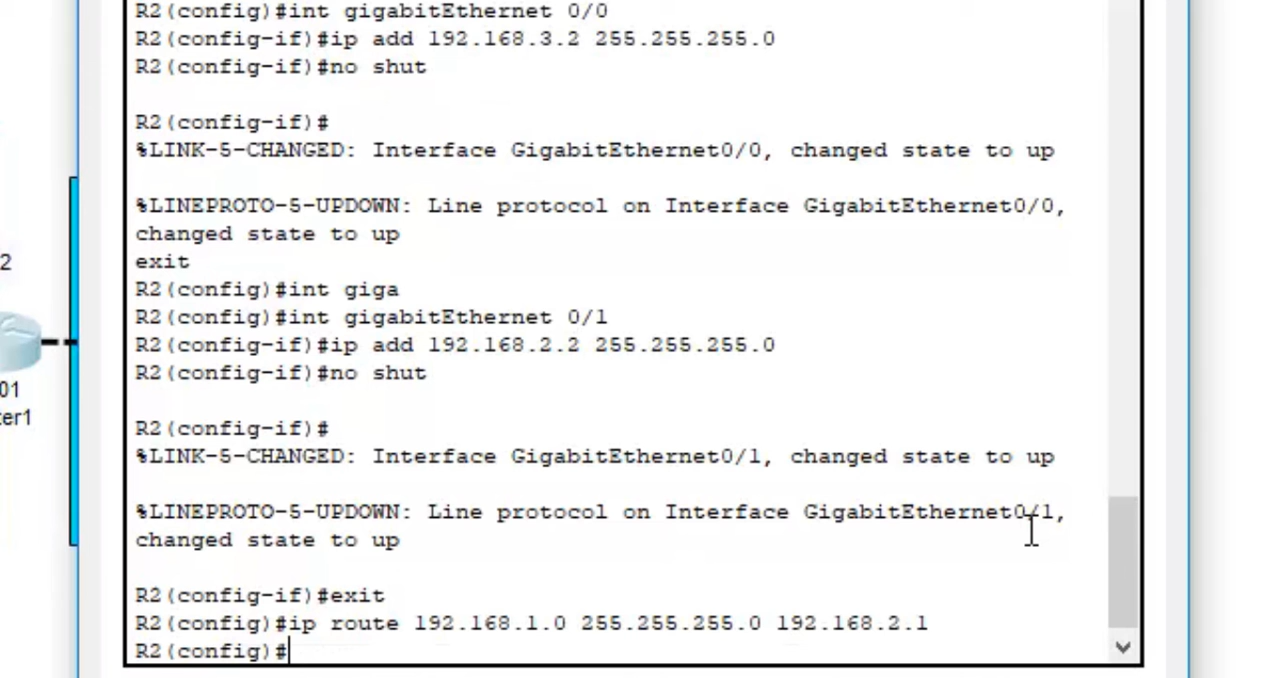 R2(config)#int gigabitEthernet 0/0
R2(config-if)#ip add 192.168.3.2 255.255.255.0
R2(config-if)#no shut
R2(config-if)#
%LINK-5-CHANGED: Interface GigabitEthernet0/0, changed state to up
%LINEPROTO-5-UPDOWN: Line protocol on Interface GigabitEthernet0/0,
changed state to up
exit
R2(config)#int giga
R2(config)#int gigabitEthernet 0/1
R2(config-if)#ip add 192.168.2.2 255.255.255.0
R2(config-if)#no shut
R2(config-if)#
%LINK-5-CHANGED: Interface GigabitEthernet0/1, changed state to up
%LINEPROTO-5-UPDOWN: Line protocol on Interface GigabitEthernet0/1,
changed state to up
R2(config-if)#exit
R2(config)#ip route 192.168.1.0 255.255.255.0 192.168.2.1
R2(config)#
2
01
ter1